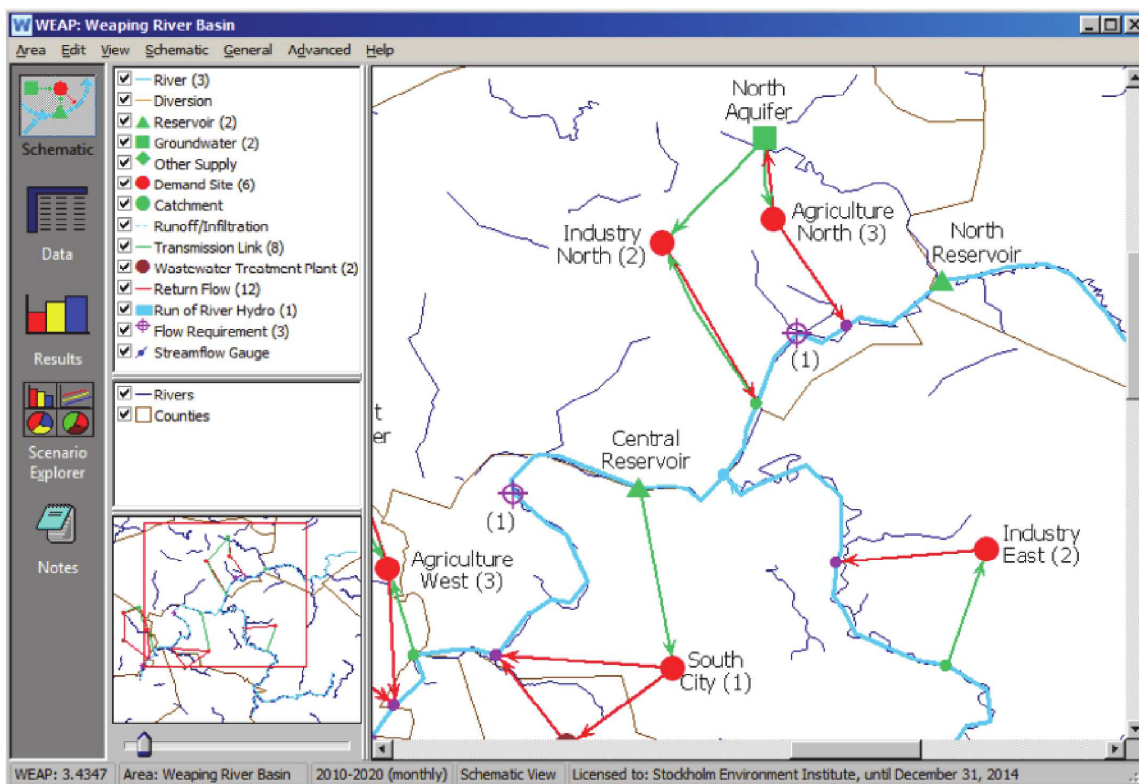 WEAP: Weaping River Basin
Area Edit View Schematic General Advanced Help
Schematic
Data
Results
Scenario
Explorer
Notes
River (3)
Diversion
Reservoir (2)
Groundwater (2)
Other Supply
Demand Site (6)
Catchment
Runoff/Infiltration
Transmission Link (8)
Wastewater Treatment Plant (2)
Return Flow (12)
Run of River Hydro (1)
Flow Requirement (3)
Streamflow Gauge
Rivers
Counties
North
Aquifer
Industry
North (2)
Agriculture
North (3)
North
Reservoir
(1)
t
er
Central
Reservoir
(1)
Agriculture
West (3)
Industry
East (2)
South
City (1)
WEAP: 3.4347 Area: Weaping River Basin 2010-2020 (monthly) Schematic View Licensed to: Stockholm Environment Institute, until December 31, 2014